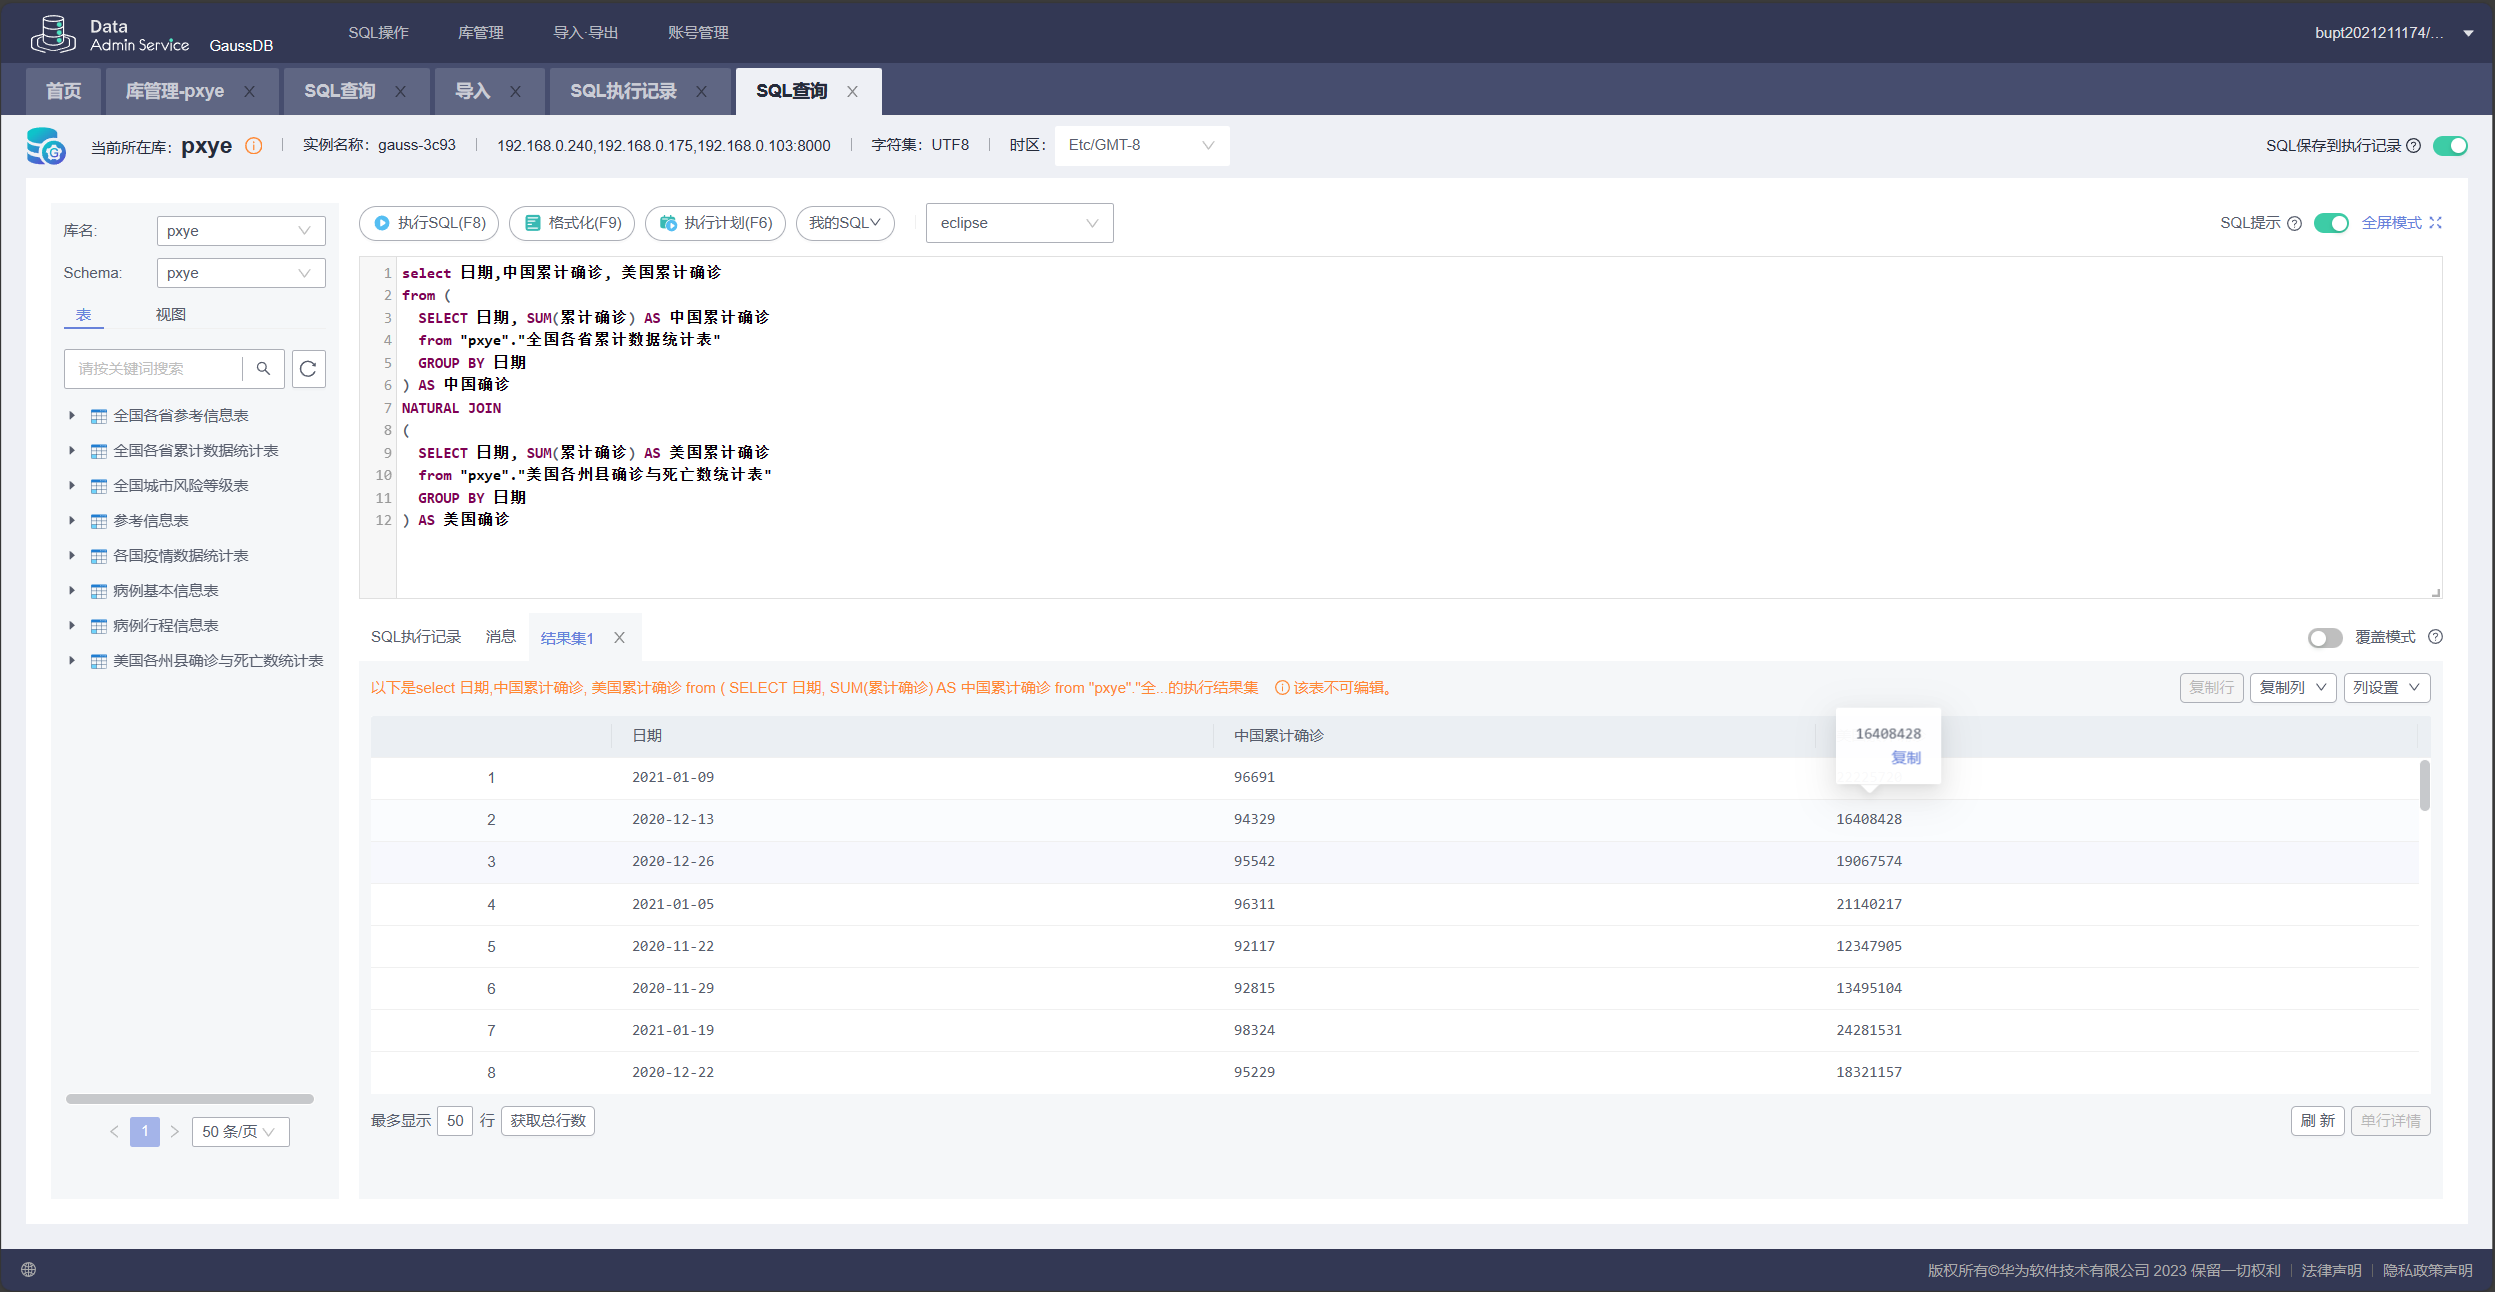 Data
Admin Service GaussDB SQL操作 库管理 导入·导出 账号管理 bupt2021211174/...
首页 库管理-pxye X SQL查询 X 导入 X SQL执行记录 X SQL查询 X
当前所在库: pxye 实例名称: gauss-3c93 192.168.0.240,192.168.0.175,192.168.0.103:8000 字符集: UTF8 时区: Etc/GMT-8 SQL保存到执行记录
库名: pxye
Schema: pxye
表 视图
请按关键词搜索
全国各省参考信息表
全国各省累计数据统计表
全国城市风险等级表
参考信息表
各国疫情数据统计表
病例基本信息表
病例行程信息表
美国各州县确诊与死亡数统计表
< 1 > 50 条/页
执行SQL(F8) 格式化(F9) 执行计划(F6) 我的SQL eclipse SQL提示 全屏模式
1 select 日期,中国累计确诊, 美国累计确诊
2 from (
3 SELECT 日期, SUM(累计确诊) AS 中国累计确诊
4 from "pxye"."全国各省累计数据统计表"
5 GROUP BY 日期
6 ) AS 中国确诊
7 NATURAL JOIN
8 (
9 SELECT 日期, SUM(累计确诊) AS 美国累计确诊
10 from "pxye"."美国各州县确诊与死亡数统计表"
11 GROUP BY 日期
12 ) AS 美国确诊
SQL执行记录 消息 结果集1 X 覆盖模式
以下是select 日期,中国累计确诊, 美国累计确诊 from ( SELECT 日期, SUM(累计确诊) AS 中国累计确诊 from "pxye"."全...的执行结果集 该表不可编辑。 复制行 复制列 列设置
日期 中国累计确诊
16408428
复制
1 2021-01-09 96691
2 2020-12-13 94329 16408428
3 2020-12-26 95542 19067574
4 2021-01-05 96311 21140217
5 2020-11-22 92117 12347905
6 2020-11-29 92815 13495104
7 2021-01-19 98324 24281531
8 2020-12-22 95229 18321157
最多显示 50 行 获取总行数 刷 新 单行详情
版权所有©华为软件技术有限公司 2023 保留一切权利 法律声明 隐私政策声明